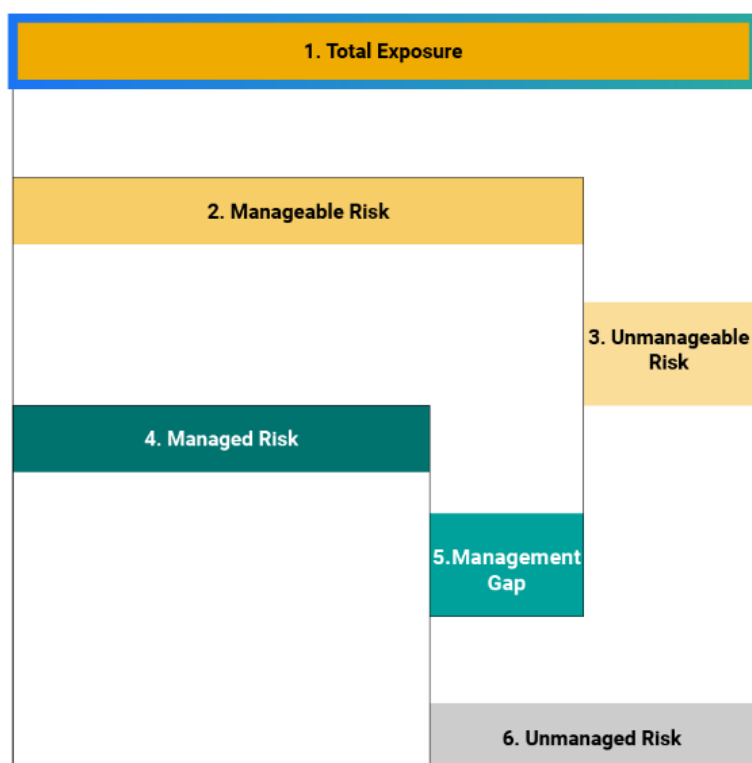 1. Total Exposure
2. Manageable Risk
3. Unmanageable
Risk
4. Managed Risk
5.Management
Gap
6. Unmanaged Risk